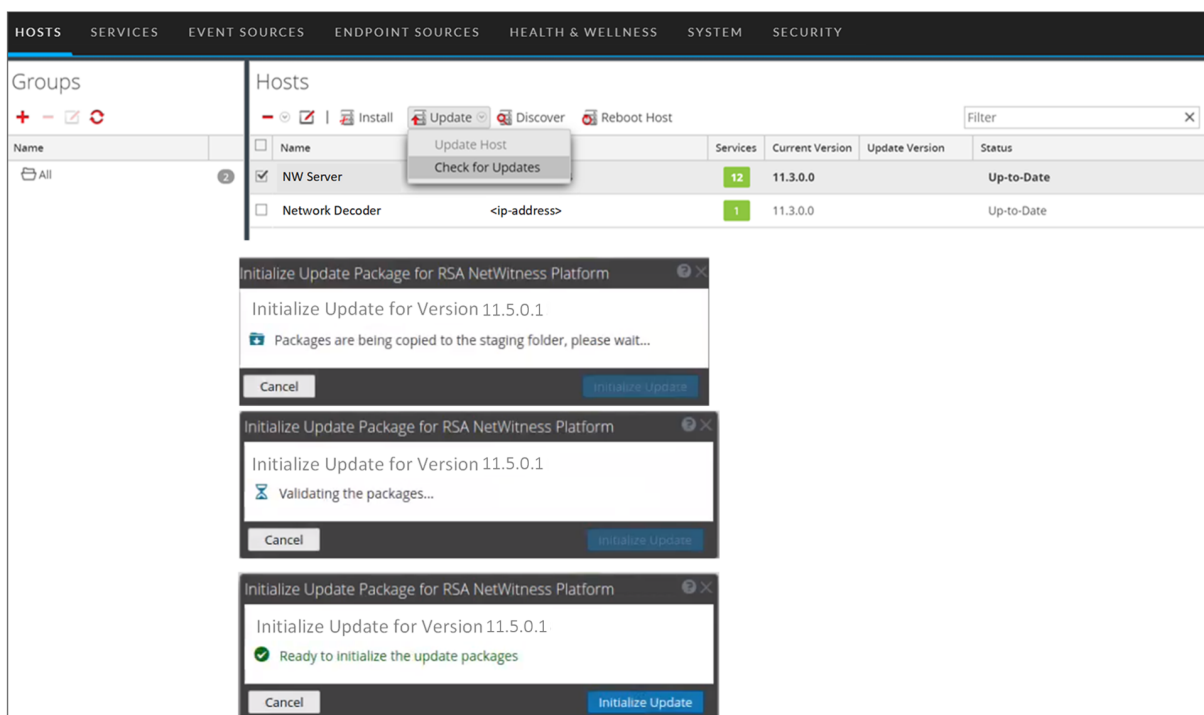 HOSTS SERVICES EVENT SOURCES ENDPOINT SOURCES HEALTH & WELLNESS SYSTEM SECURITY
Groups
Hosts
Install Update Discover Reboot Host
Filter
Update Host
Check for Updates
Name
Name Services Current Version Update Version Status
All 2
NW Server 12 11.3.0.0 Up-to-Date
Network Decoder <ip-address> 1 11.3.0.0 Up-to-Date
Initialize Update Package for RSA NetWitness Platform
Initialize Update for Version 11.5.0.1
Packages are being copied to the staging folder, please wait...
Cancel Initialize Update
Initialize Update Package for RSA NetWitness Platform
Initialize Update for Version 11.5.0.1
Validating the packages...
Cancel Initialize Update
Initialize Update Package for RSA NetWitness Platform
Initialize Update for Version 11.5.0.1
Ready to initialize the update packages
Cancel Initialize Update